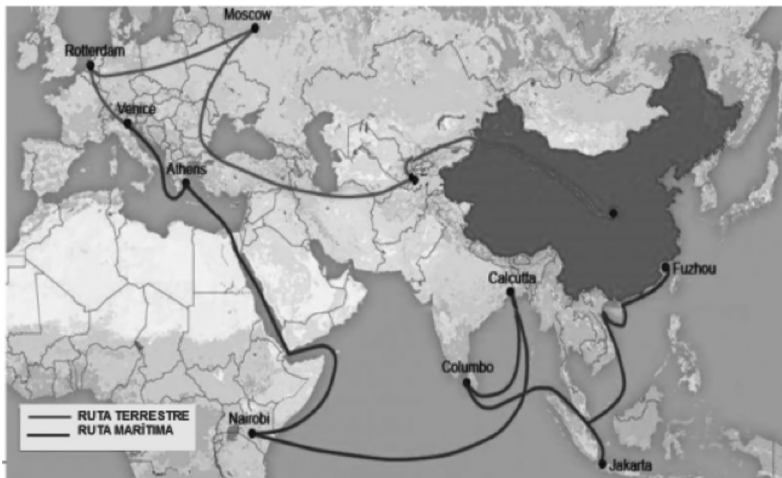 Moscow
Rotterdam
Venice
Athens
Calcutta
Fuzhou
Columbo
Nairobi
Jakarta
RUTA TERRESTRE
RUTA MARÍTIMA